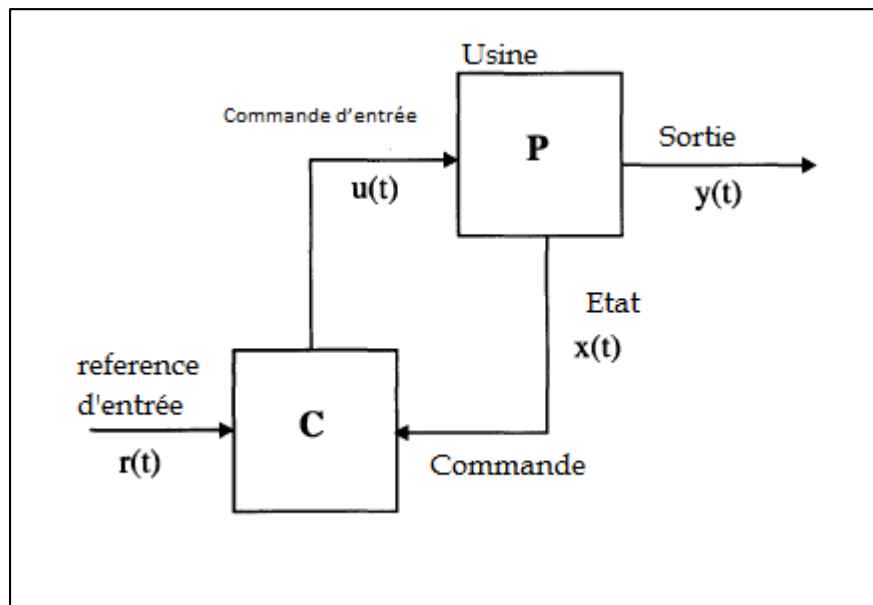 Usine
Commande d'entrée
P
Sortie
u(t)
y(t)
Etat
x(t)
reference
d'entrée
C
r(t)
Commande